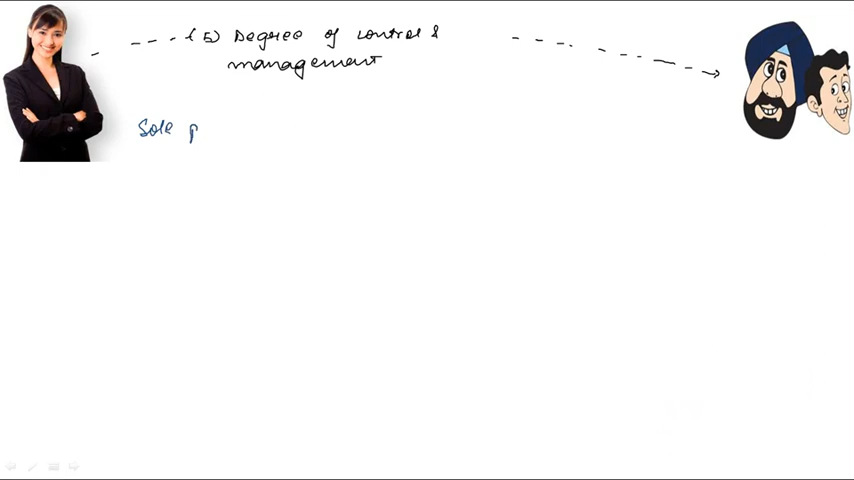 (5) Degree of control &
management
Sole p